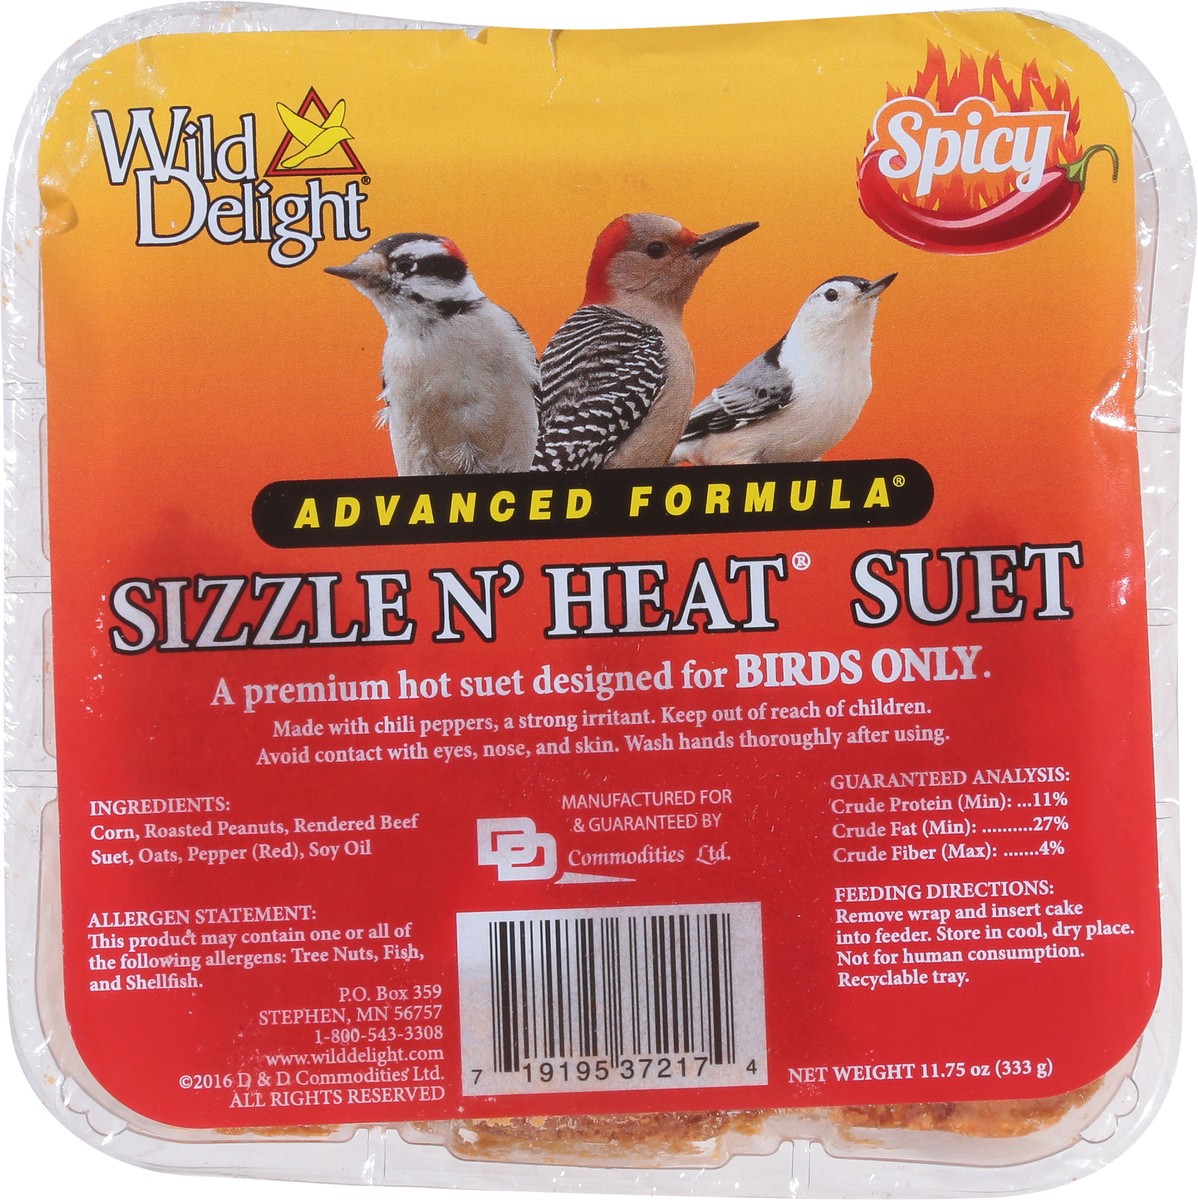 Wild
Delight®
Spicy
ADVANCED FORMULA®
SIZZLE N' HEAT® SUET
A premium hot suet designed for BIRDS ONLY.
Made with chili peppers, a strong irritant. Keep out of reach of children.
Avoid contact with eyes, nose, and skin. Wash hands thoroughly after using.
INGREDIENTS:
Corn, Roasted Peanuts, Rendered Beef
Suet, Oats, Pepper (Red), Soy Oil
ALLERGEN STATEMENT:
This product may contain one or all of
the following allergens: Tree Nuts, Fish,
and Shellfish.
P.O. Box 359
STEPHEN, MN 56757
1-800-543-3308
www.wilddelight.com
©2016 D & D Commodities Ltd.
ALL RIGHTS RESERVED
MANUFACTURED FOR
& GUARANTEED BY
DD Commodities Ltd.
7 19195 37217 4
GUARANTEED ANALYSIS:
Crude Protein (Min): ...11%
Crude Fat (Min): ..........27%
Crude Fiber (Max): .......4%
FEEDING DIRECTIONS:
Remove wrap and insert cake
into feeder. Store in cool, dry place.
Not for human consumption.
Recyclable tray.
NET WEIGHT 11.75 oz (333 g)